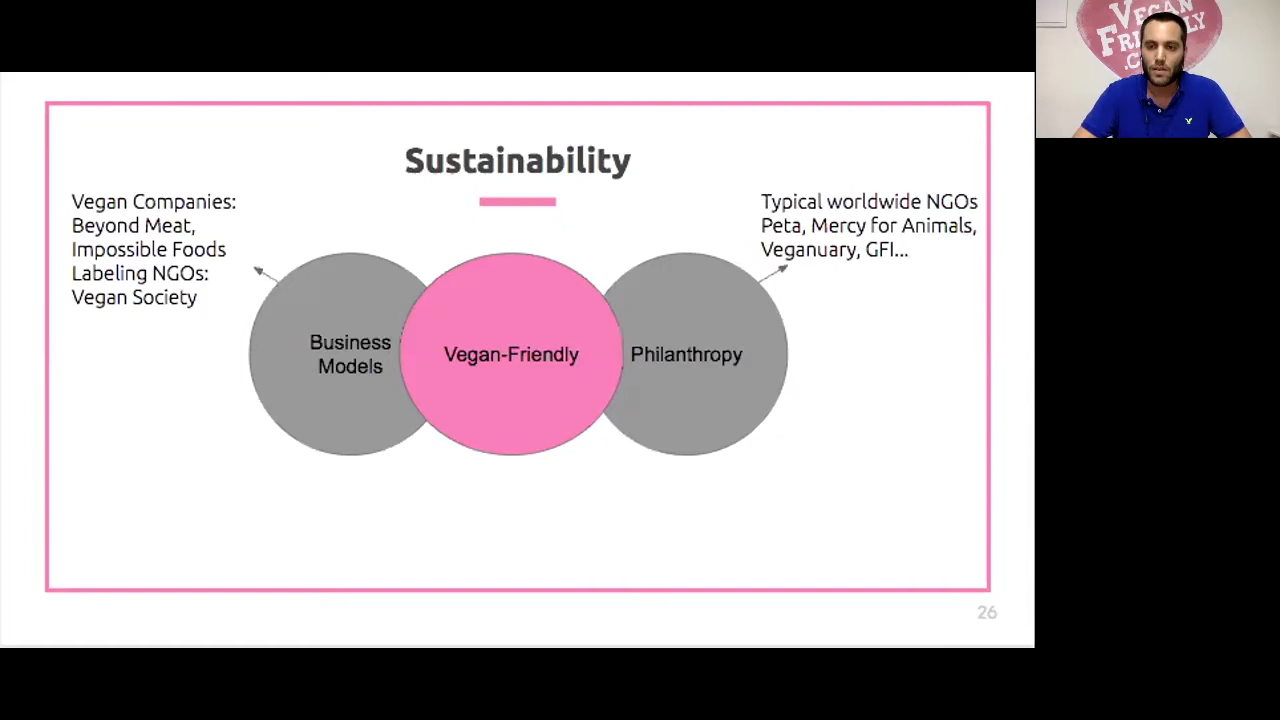 Sustainability
Vegan Companies:
Beyond Meat,
Impossible Foods
Labeling NGOs:
Vegan Society
Typical worldwide NGOs
Peta, Mercy for Animals,
Veganuary, GFI...
Business
Models
Vegan-Friendly
Philanthropy
26
VEGAN